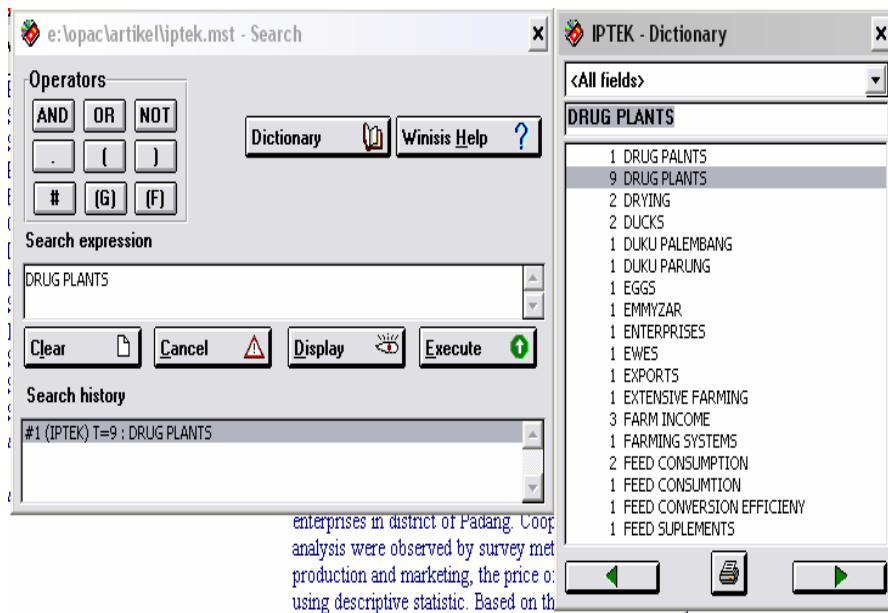 e:\opac\artikel\iptek.mst - Search
Operators
AND OR NOT
. ( )
# (G) (F)
Dictionary
Winisis Help ?
Search expression
DRUG PLANTS
Clear
Cancel
Display
Execute
Search history
#1 (IPTEK) T=9 : DRUG PLANTS
IPTEK - Dictionary
<All fields>
DRUG PLANTS
1 DRUG PALNTS
9 DRUG PLANTS
2 DRYING
2 DUCKS
1 DUKU PALEMBANG
1 DUKU PARUNG
1 EGGS
1 EMMYZAR
1 ENTERPRISES
1 EWES
1 EXPORTS
1 EXTENSIVE FARMING
3 FARM INCOME
1 FARMING SYSTEMS
2 FEED CONSUMPTION
1 FEED CONSUMTION
1 FEED CONVERSION EFFICIENY
1 FEED SUPLEMENTS
enterprises in district of Padang. Coop
analysis were observed by survey met
production and marketing, the price o
using descriptive statistic. Based on th